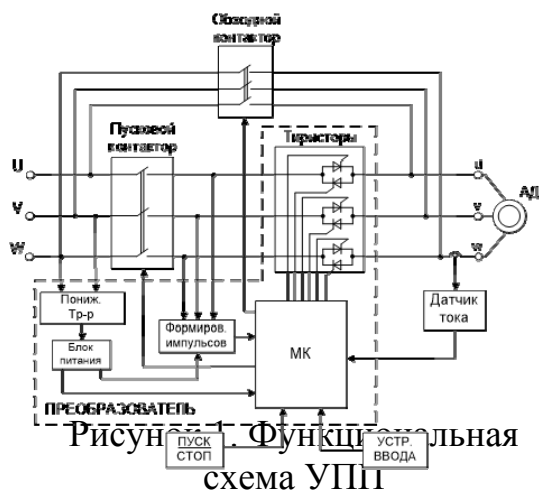 Обводной
контактор
Пусковой
контактор
Тиристоры
U
V
W
u
v
w
АД
Пониж.
Тр-р
Блок
питания
Формиров.
импульсов
МК
Датчик
тока
ПРЕОБРАЗОВАТЕЛЬ
ПУСК
СТОП
УСТР.
ВВОДА
Рисунок 1. Функциональная
схема УПП